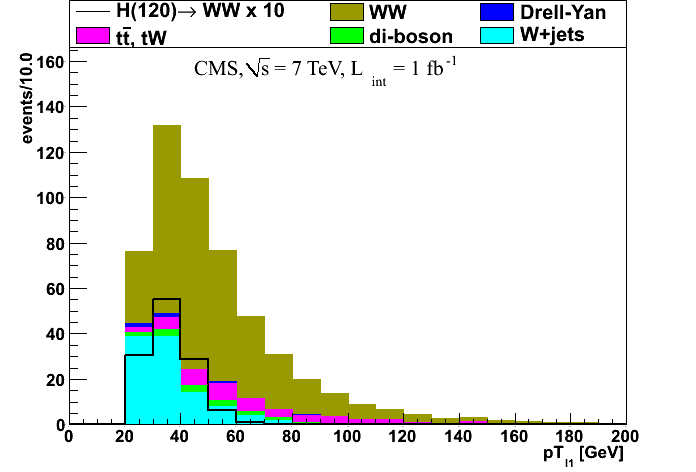 H(120)→ WW x 10 WW Drell-Yan
tt̄, tW di-boson W+jets
CMS, √s = 7 TeV, L int = 1 fb⁻¹
events/10.0
160
140
120
100
80
60
40
20
0
0 20 40 60 80 100 120 140 160 180 200
pT l1 [GeV]